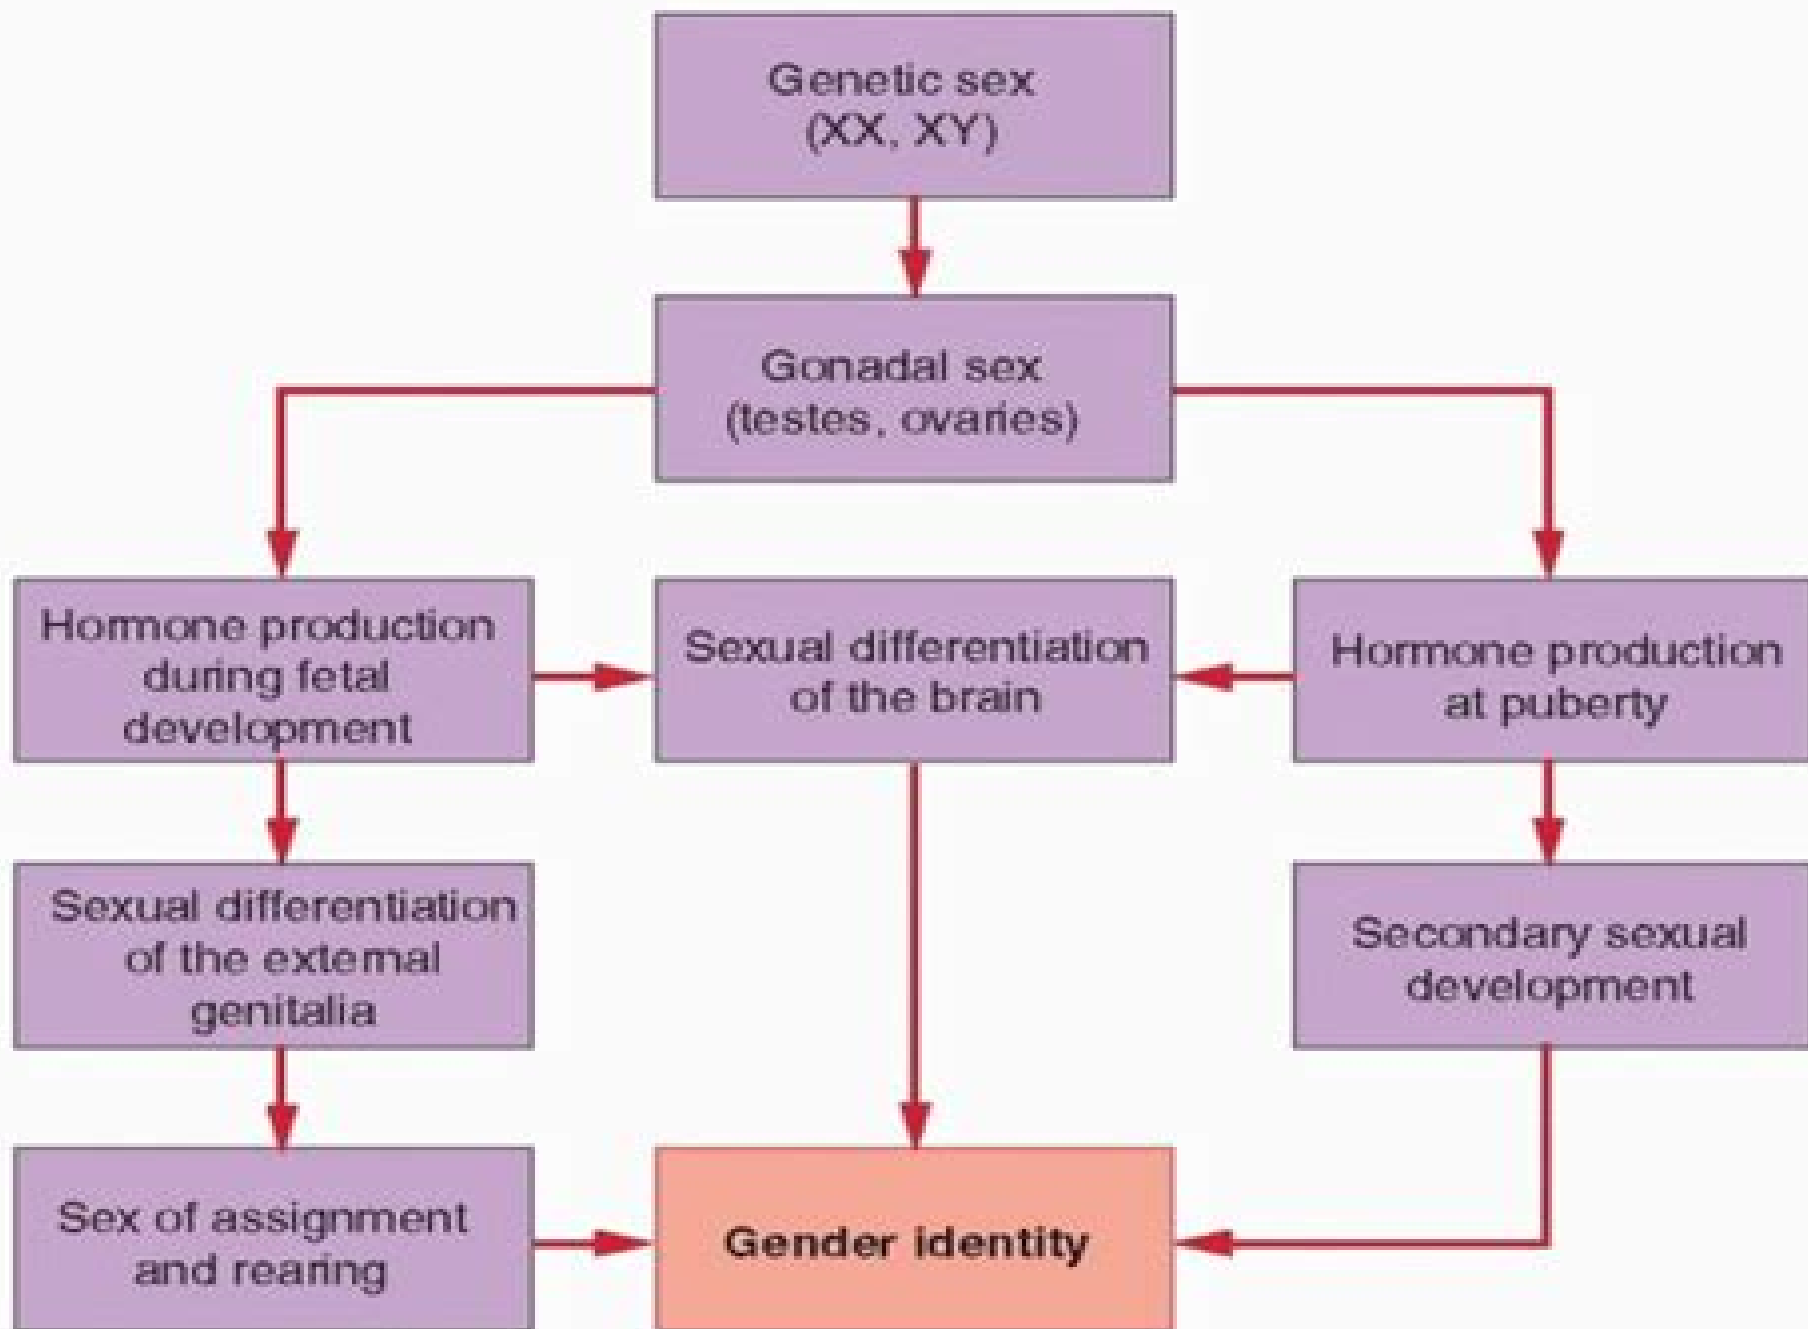 Genetic sex
(XX, XY)
Gonadal sex
(testes, ovaries)
Hormone production
during fetal
development
Sexual differentiation
of the brain
Hormone production
at puberty
Sexual differentiation
of the external
genitalia
Secondary sexual
development
Sex of assignment
and rearing
Gender identity